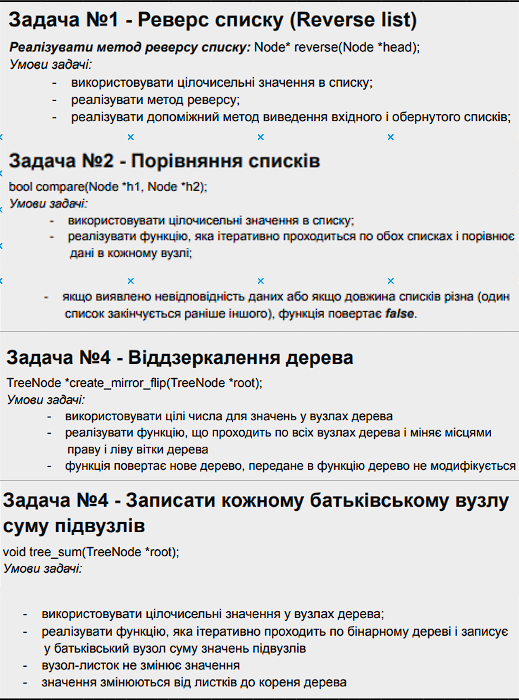 Задача №1 - Реверс списку (Reverse list)
Реалізувати метод реверсу списку: Node* reverse(Node *head);
Умови задачі:
- використовувати цілочисельні значення в списку;
- реалізувати метод реверсу;
- реалізувати допоміжний метод виведення вхідного і обернутого списків;
Задача №2 - Порівняння списків
bool compare(Node *h1, Node *h2);
Умови задачі:
- використовувати цілочисельні значення в списку;
- реалізувати функцію, яка ітеративно проходиться по обох списках і порівнює
дані в кожному вузлі;
- якщо виявлено невідповідність даних або якщо довжина списків різна (один
список закінчується раніше іншого), функція повертає false.
Задача №4 - Віддзеркалення дерева
TreeNode *create_mirror_flip(TreeNode *root);
Умови задачі:
- використовувати цілі числа для значень у вузлах дерева
- реалізувати функцію, що проходить по всіх вузлах дерева і міняє місцями
праву і ліву вітки дерева
- функція повертає нове дерево, передане в функцію дерево не модифікується
Задача №4 - Записати кожному батьківському вузлу
суму підвузлів
void tree_sum(TreeNode *root);
Умови задачі:
- використовувати цілочисельні значення у вузлах дерева;
- реалізувати функцію, яка ітеративно проходить по бінарному дереві і записує
у батьківський вузол суму значень підвузлів
- вузол-листок не змінює значення
- значення змінюються від листків до кореня дерева